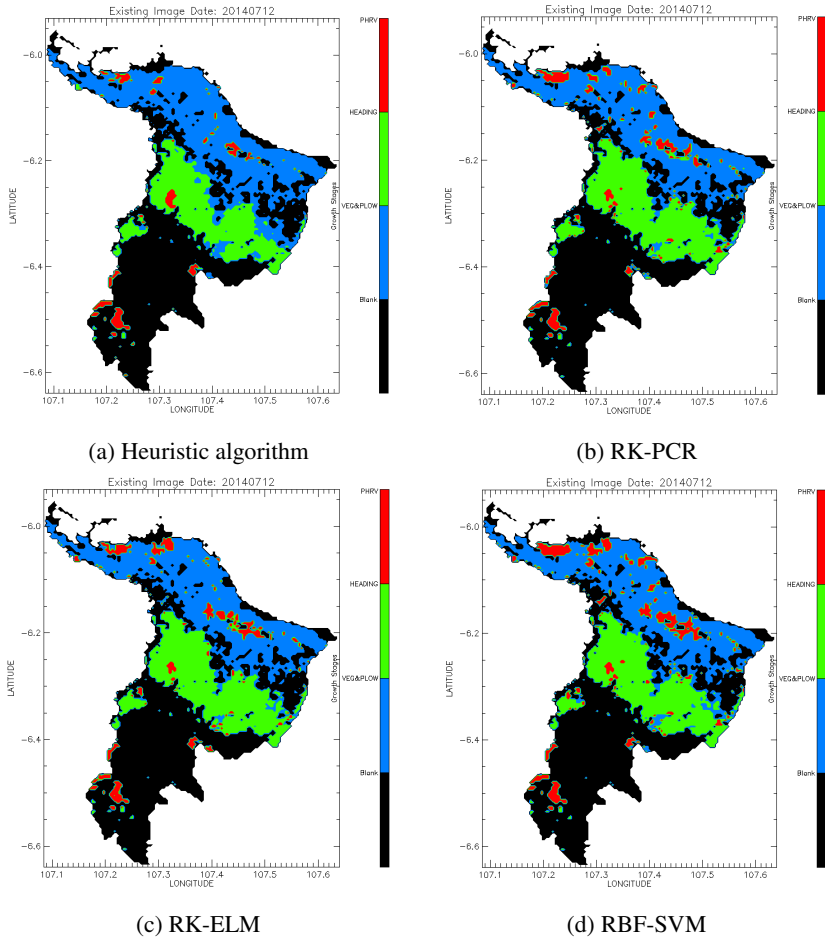 Existing Image Date: 20140712
PHRV
HEADING
VEG&PLOW
Blank
Growth Stages
LATITUDE
−6.0
−6.2
−6.4
−6.6
107.1 107.2 107.3 107.4 107.5 107.6
LONGITUDE
(a) Heuristic algorithm
Existing Image Date: 20140712
PHRV
HEADING
VEG&PLOW
Blank
Growth Stages
LATITUDE
−6.0
−6.2
−6.4
−6.6
107.1 107.2 107.3 107.4 107.5 107.6
LONGITUDE
(b) RK-PCR
Existing Image Date: 20140712
PHRV
HEADING
VEG&PLOW
Blank
Growth Stages
LATITUDE
−6.0
−6.2
−6.4
−6.6
107.1 107.2 107.3 107.4 107.5 107.6
LONGITUDE
(c) RK-ELM
Existing Image Date: 20140712
PHRV
HEADING
VEG&PLOW
Blank
Growth Stages
LATITUDE
−6.0
−6.2
−6.4
−6.6
107.1 107.2 107.3 107.4 107.5 107.6
LONGITUDE
(d) RBF-SVM